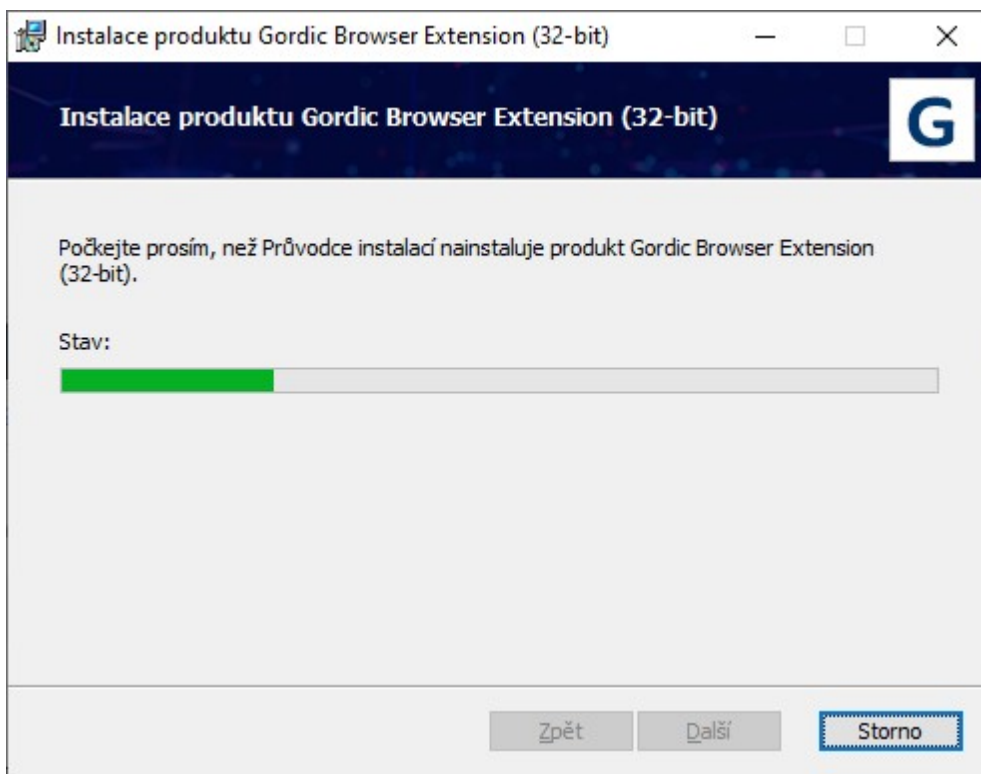 Instalace produktu Gordic Browser Extension (32-bit)
Instalace produktu Gordic Browser Extension (32-bit)
G
Počkejte prosím, než Průvodce instalací nainstaluje produkt Gordic Browser Extension
(32-bit).
Stav:
Zpět Další Storno